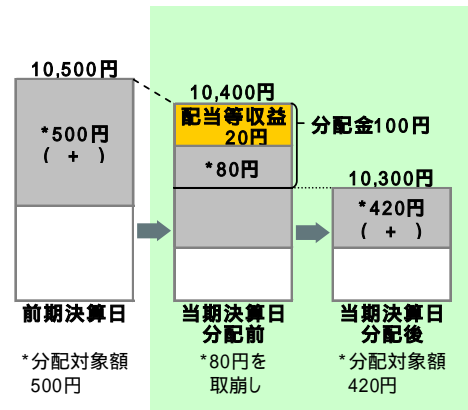 10,500円
*500円
( + )
前期決算日
*分配対象額
500円
10,400円
配当等収益
20円
*80円
分配金100円
当期決算日
分配前
*80円を
取崩し
10,300円
*420円
( + )
当期決算日
分配後
*分配対象額
420円